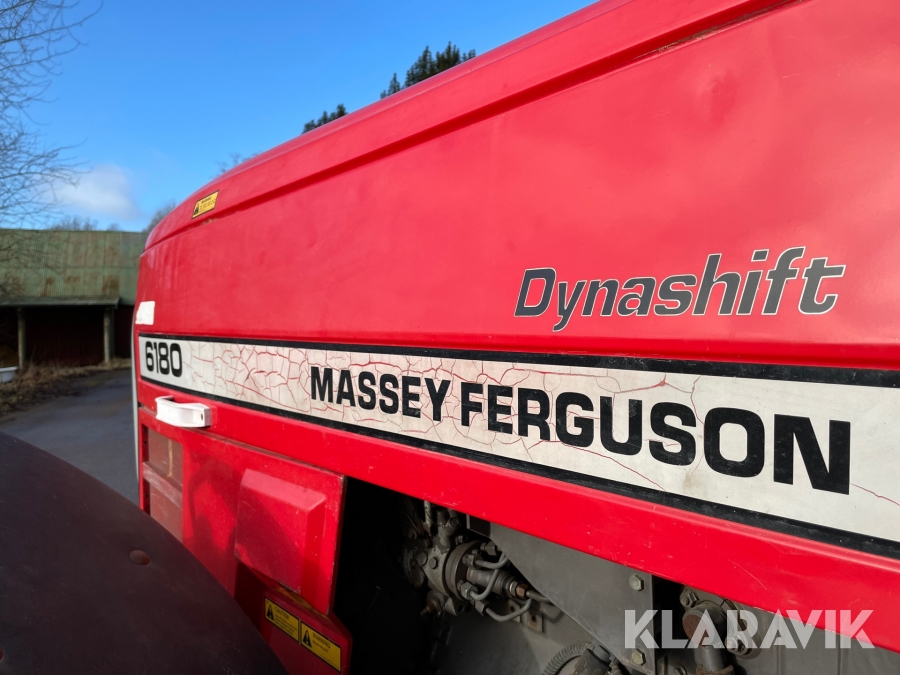 Dynashift
6180 MASSEY FERGUSON
KLARAVIK